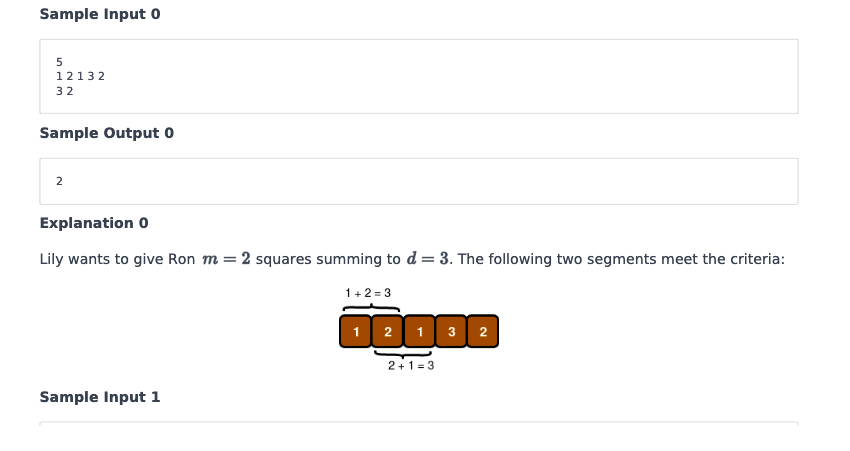 Sample Input 0
5
1 2 1 3 2
3 2
Sample Output 0
2
Explanation 0
Lily wants to give Ron m = 2 squares summing to d = 3. The following two segments meet the criteria:
1 + 2 = 3
1 2 1 3 2
2 + 1 = 3
Sample Input 1